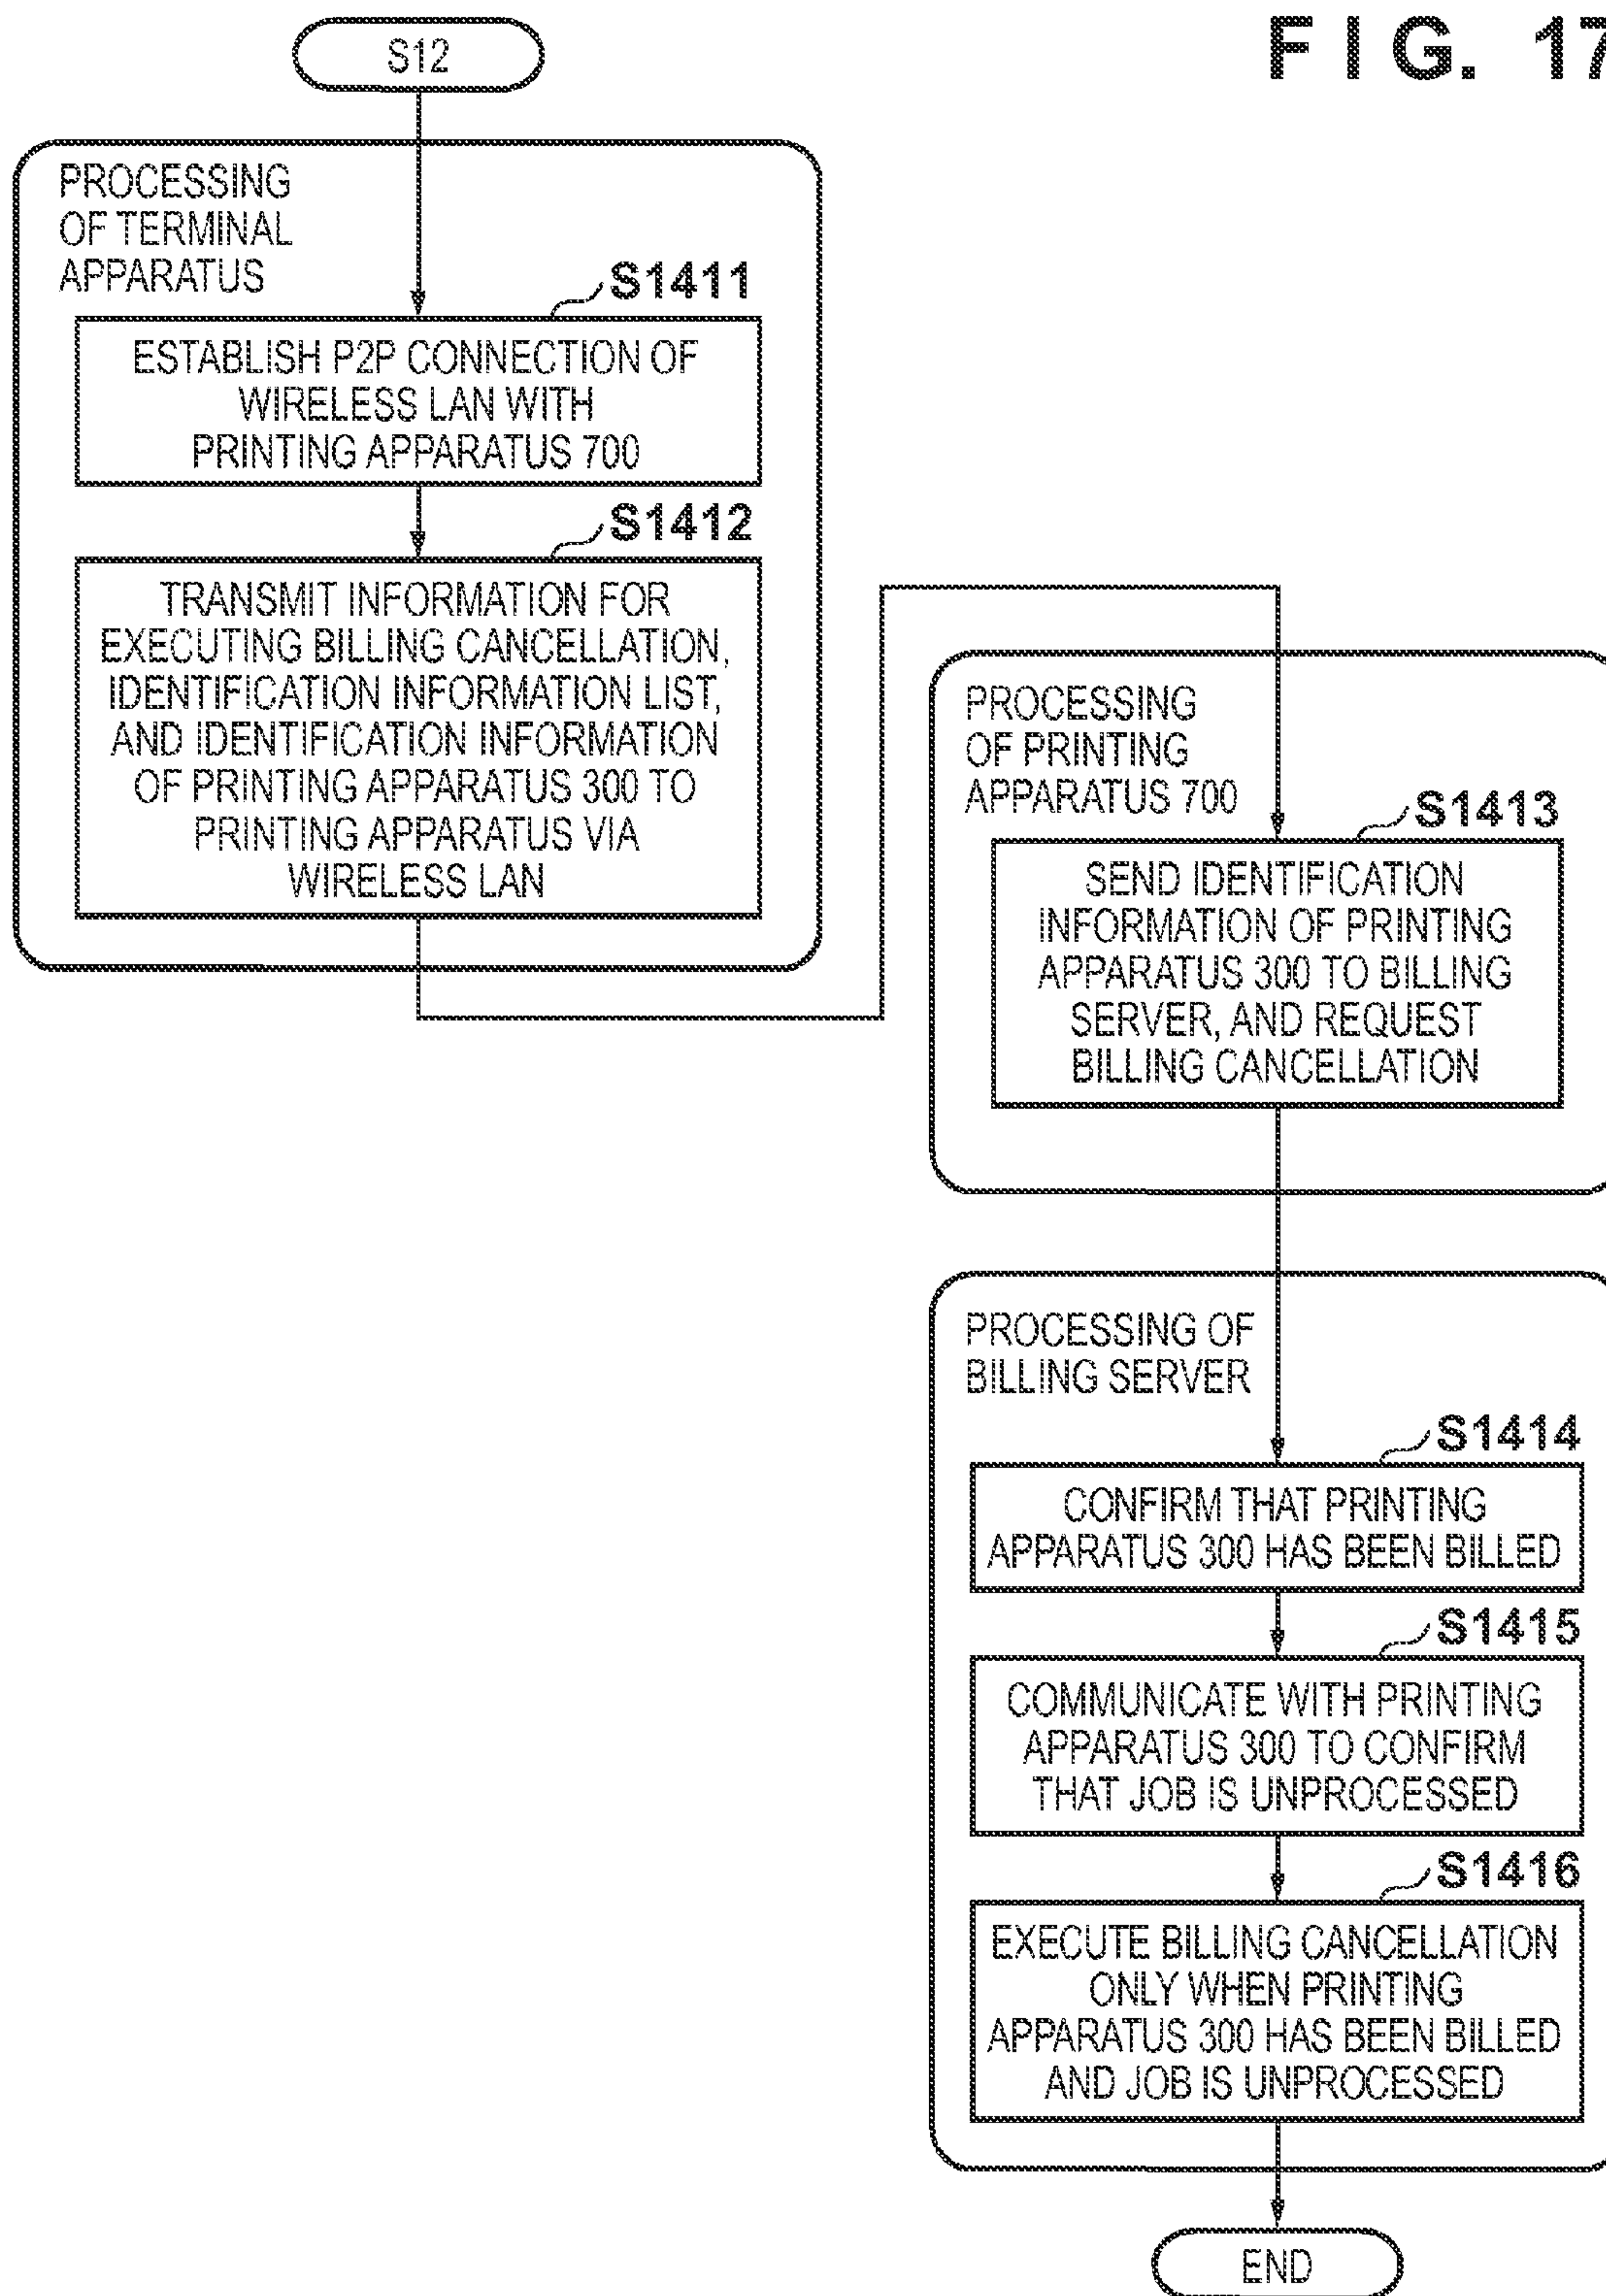 FIG. 17
S12
PROCESSING
OF TERMINAL
APPARATUS
S1411
ESTABLISH P2P CONNECTION OF
WIRELESS LAN WITH
PRINTING APPARATUS 700
S1412
TRANSMIT INFORMATION FOR
EXECUTING BILLING CANCELLATION,
IDENTIFICATION INFORMATION LIST,
AND IDENTIFICATION INFORMATION
OF PRINTING APPARATUS 300 TO
PRINTING APPARATUS VIA
WIRELESS LAN
PROCESSING
OF PRINTING
APPARATUS 700
S1413
SEND IDENTIFICATION
INFORMATION OF PRINTING
APPARATUS 300 TO BILLING
SERVER, AND REQUEST
BILLING CANCELLATION
PROCESSING OF
BILLING SERVER
S1414
CONFIRM THAT PRINTING
APPARATUS 300 HAS BEEN BILLED
S1415
COMMUNICATE WITH PRINTING
APPARATUS 300 TO CONFIRM
THAT JOB IS UNPROCESSED
S1416
EXECUTE BILLING CANCELLATION
ONLY WHEN PRINTING
APPARATUS 300 HAS BEEN BILLED
AND JOB IS UNPROCESSED
END